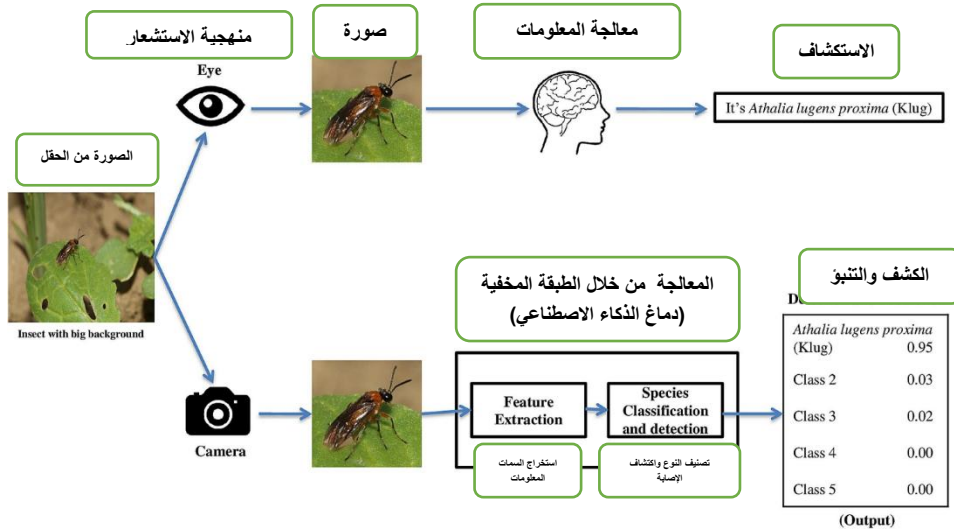 منهجية الاستشعار
صورة
معالجة المعلومات
الاستكشاف
Eye
It's Athalia lugens proxima (Klug)
الصورة من الحقل
Insect with big background
المعالجة من خلال الطبقة المخفية
(دماغ الذكاء الاصطناعي)
الكشف والتنبؤ
Athalia lugens proxima
(Klug) 0.95
Class 2 0.03
Class 3 0.02
Class 4 0.00
Class 5 0.00
(Output)
Camera
Feature
Extraction
Species
Classification
and detection
استخراج السمات
المعلومات
تصنيف النوع واكتشاف
الإصابة